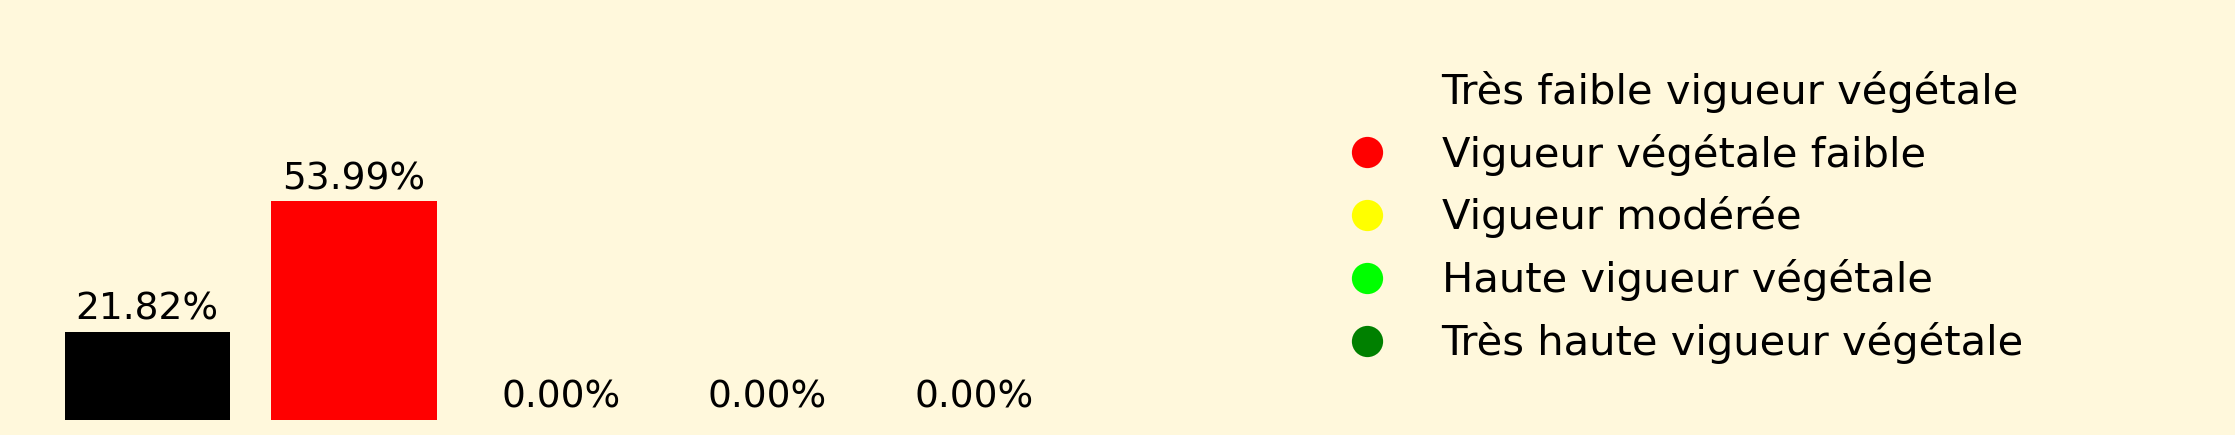 21.82%
53.99%
0.00%
0.00%
0.00%
Très faible vigueur végétale
Vigueur végétale faible
Vigueur modérée
Haute vigueur végétale
Très haute vigueur végétale